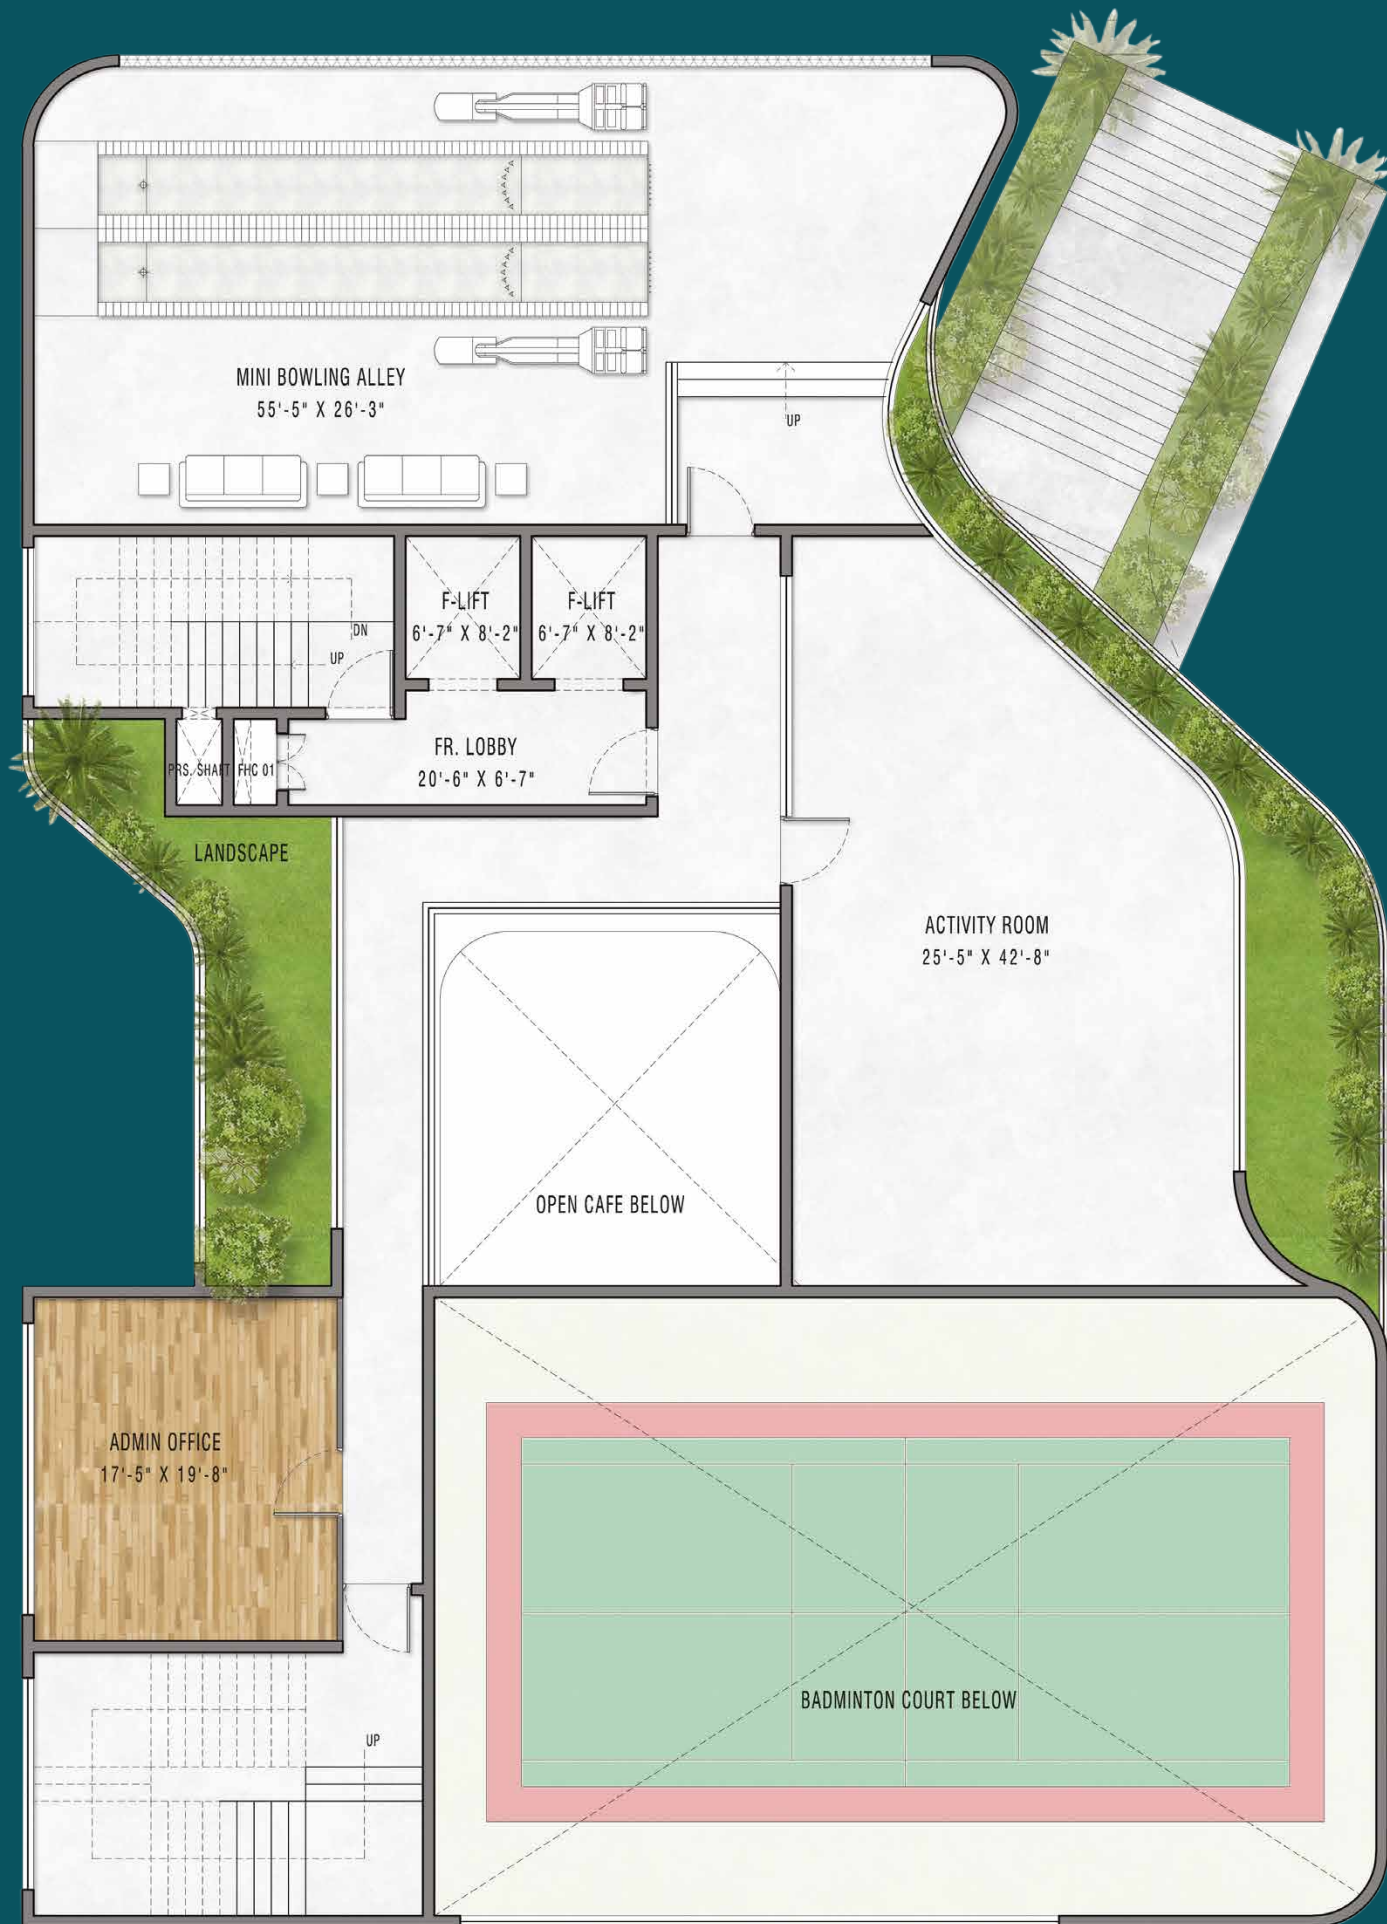 MINI BOWLING ALLEY
55'-5" X 26'-3"
UP
F-LIFT
6'-7" X 8'-2"
F-LIFT
6'-7" X 8'-2"
DN
UP
FR. LOBBY
20'-6" X 6'-7"
PRS. SHAFT
FHC 01
LANDSCAPE
ACTIVITY ROOM
25'-5" X 42'-8"
OPEN CAFE BELOW
ADMIN OFFICE
17'-5" X 19'-8"
BADMINTON COURT BELOW
UP